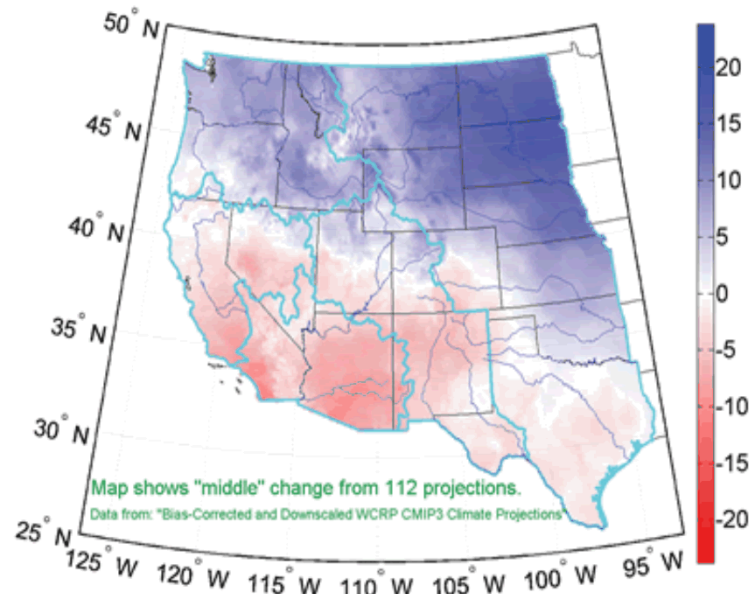 50° N
45° N
40° N
35° N
30° N
25° N
125° W
120° W
115° W
110° W
105° W
100° W
95° W
20
15
10
5
0
-5
-10
-15
-20
Map shows "middle" change from 112 projections.
Data from: "Bias-Corrected and Downscaled WCRP CMIP3 Climate Projections"